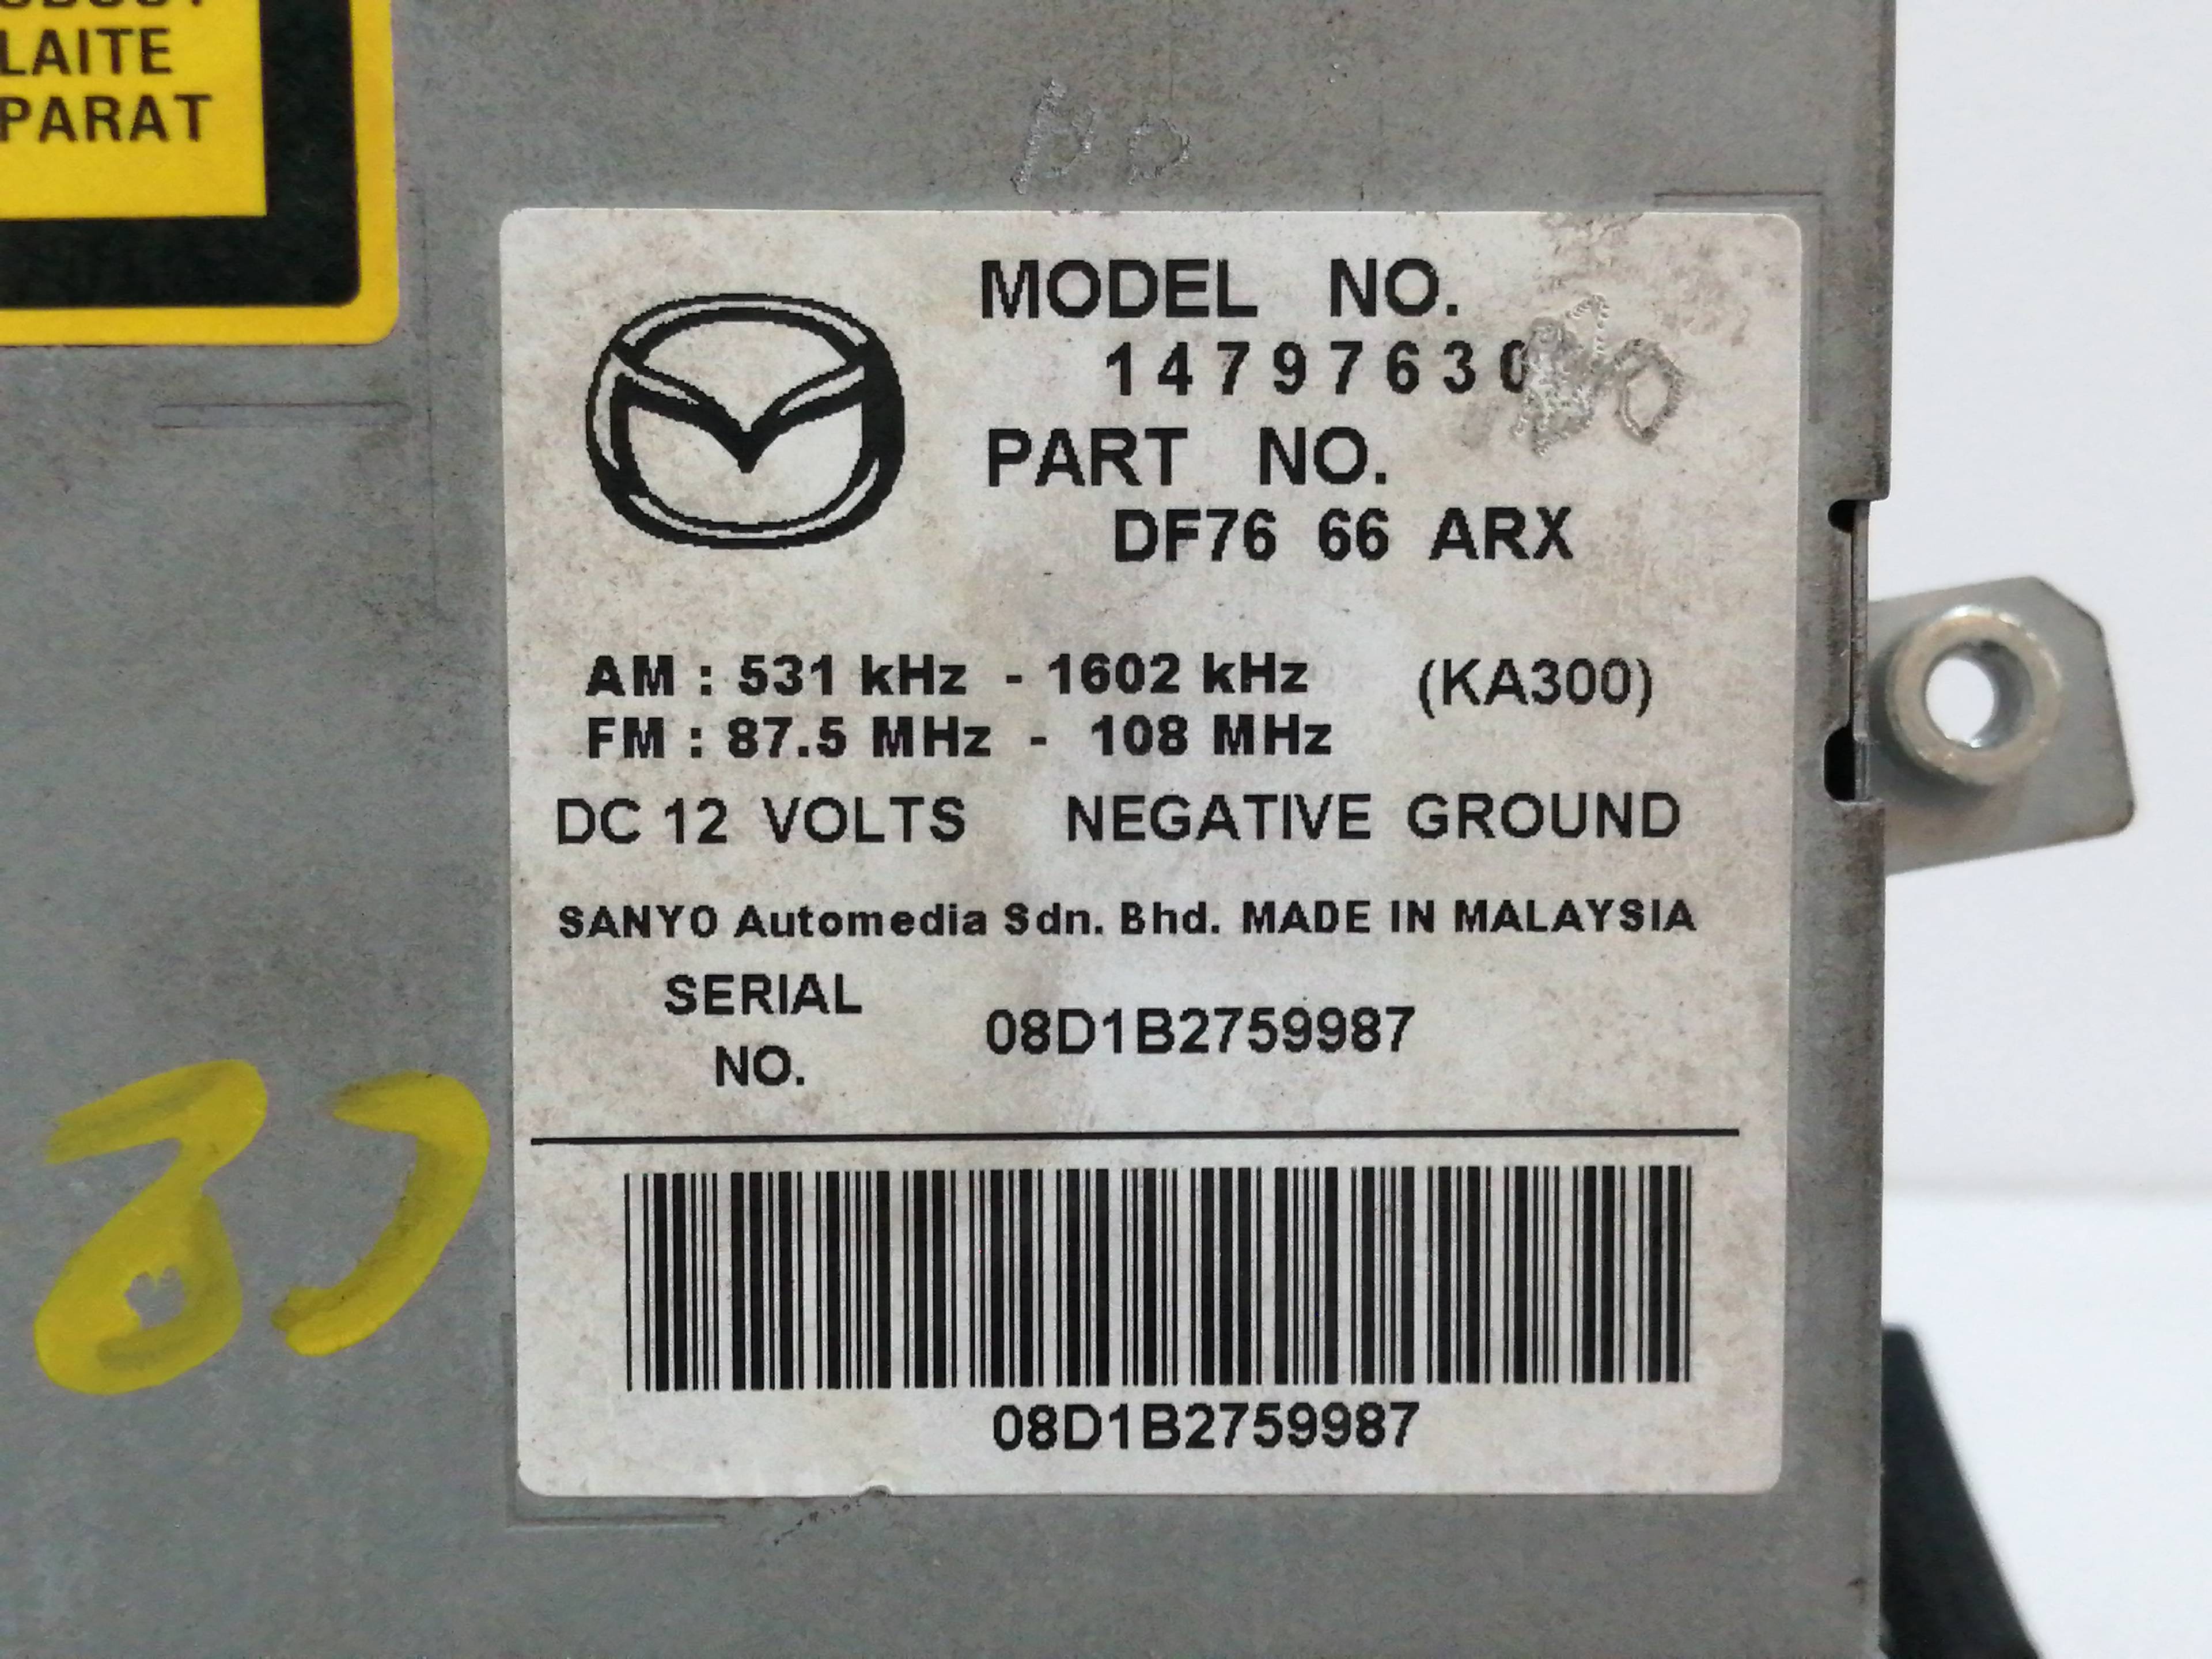 LAITE
PARAT
MODEL NO.
14797630
PART NO.
DF76 66 ARX
AM : 531 kHz - 1602 kHz (KA300)
FM : 87.5 MHz - 108 MHz
DC 12 VOLTS NEGATIVE GROUND
SANYO Automedia Sdn. Bhd. MADE IN MALAYSIA
SERIAL
NO.
08D1B2759987
08D1B2759987